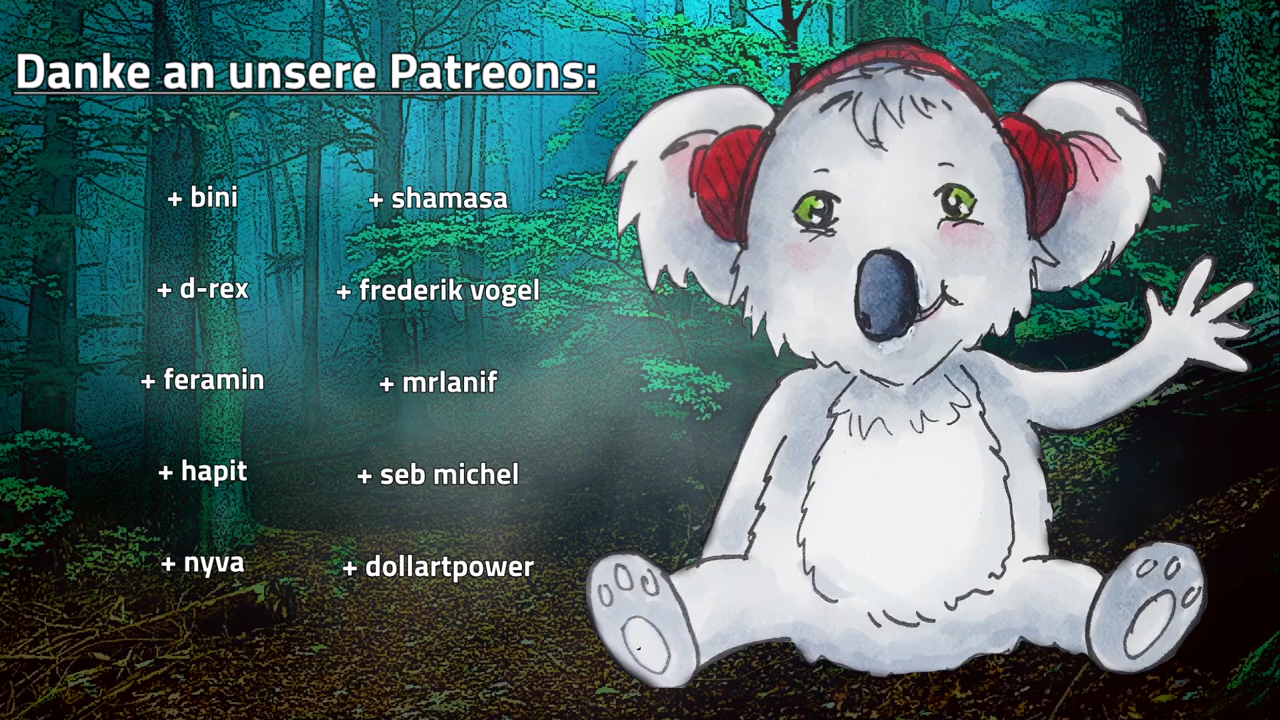 Danke an unsere Patreons:
+ bini
+ shamasa
+ d-rex
+ frederik vogel
+ feramin
+ mrlanif
+ hapit
+ seb michel
+ nyva
+ dollartpower